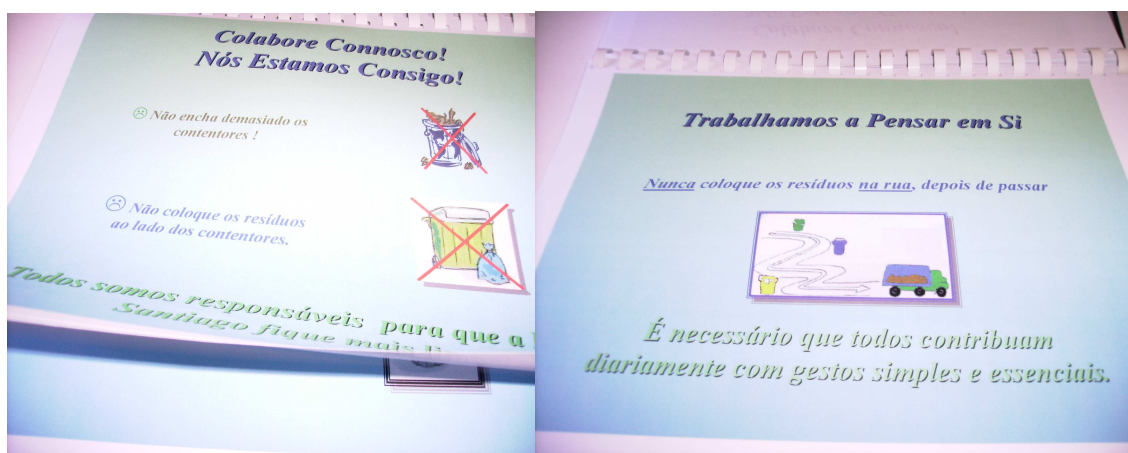 Colabore Connosco!
Nós Estamos Consigo!
Não encha demasiado os
contentores !
Não coloque os resíduos
ao lado dos contentores.
Todos somos responsáveis para que a
Santiago fique mais
Trabalhamos a Pensar em Si
Nunca coloque os resíduos na rua, depois de passar
É necessário que todos contribuam
diariamente com gestos simples e essenciais.